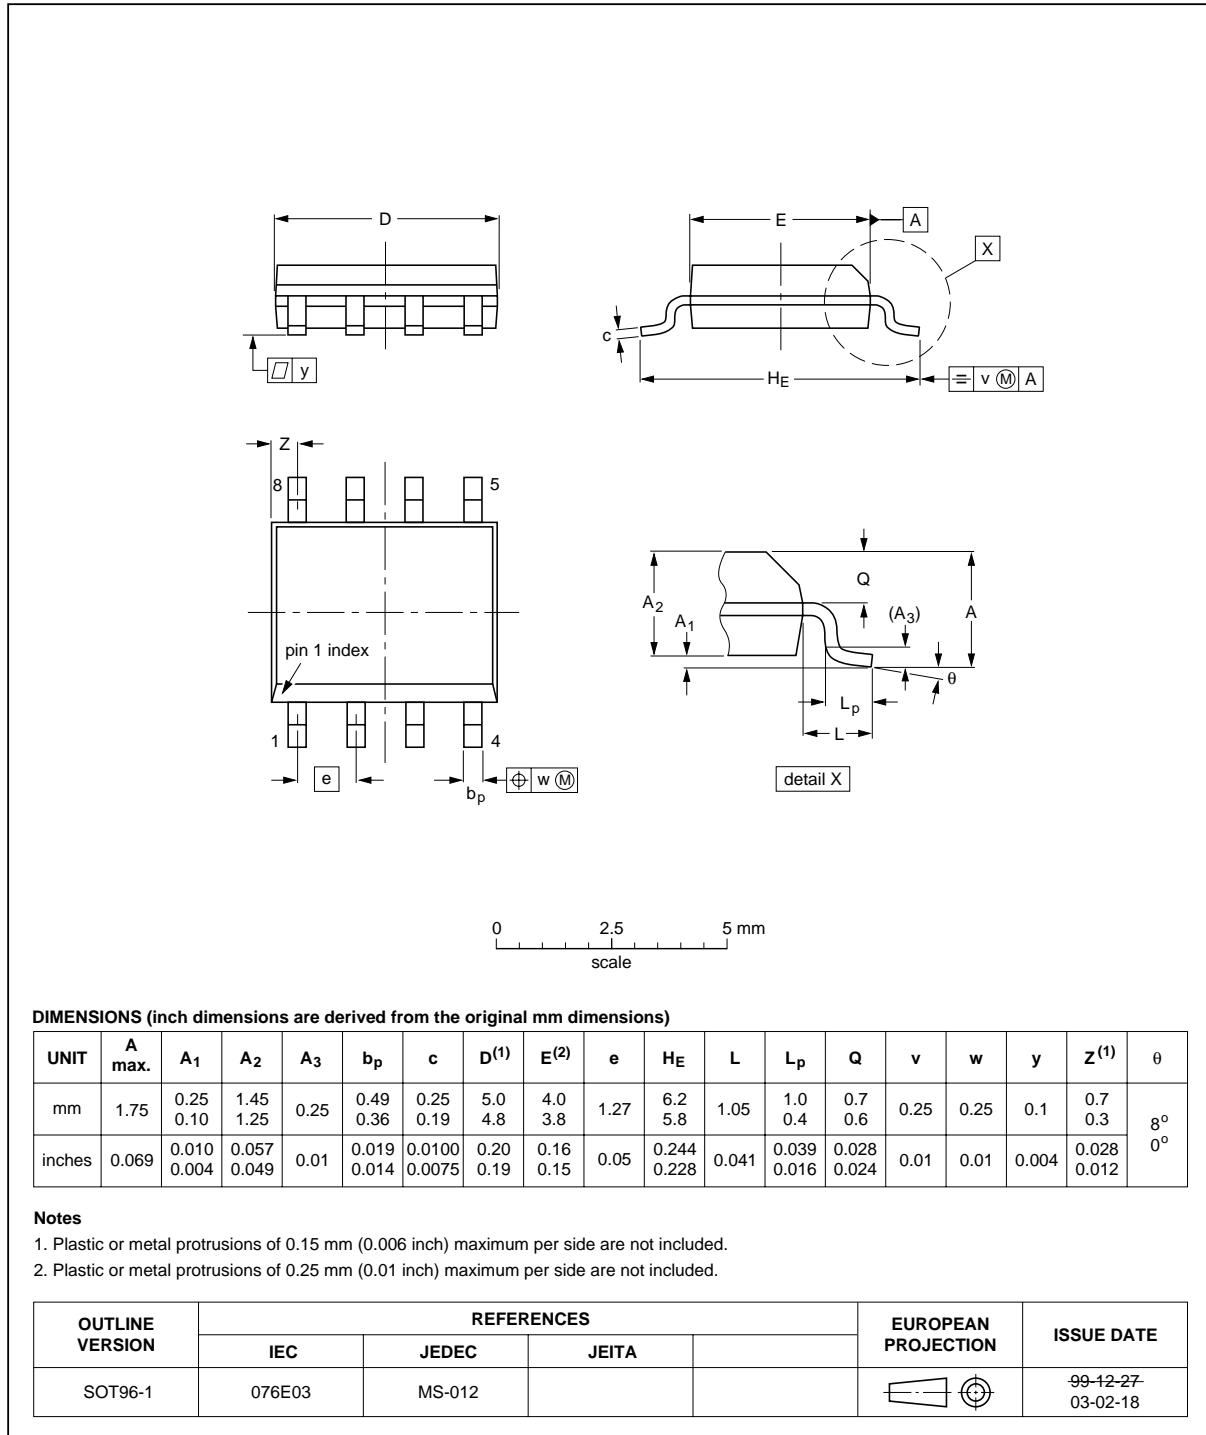 D
E
A
X
c
y
HE
v M A
Z
8
5
pin 1 index
1
4
e
bp
w M
A2
A1
Q
(A3)
A
θ
Lp
L
detail X
0 2.5 5 mm
scale
DIMENSIONS (inch dimensions are derived from the original mm dimensions)
UNIT A max. A1 A2 A3 bp c D(1) E(2) e HE L Lp Q v w y Z(1) θ
mm 1.75 0.25 0.10 1.45 1.25 0.25 0.49 0.36 0.25 0.19 5.0 4.8 4.0 3.8 1.27 6.2 5.8 1.05 1.0 0.4 0.7 0.6 0.25 0.25 0.1 0.7 0.3 8o 0o
inches 0.069 0.010 0.004 0.057 0.049 0.01 0.019 0.014 0.0100 0.0075 0.20 0.19 0.16 0.15 0.05 0.244 0.228 0.041 0.039 0.016 0.028 0.024 0.01 0.01 0.004 0.028 0.012
Notes
1. Plastic or metal protrusions of 0.15 mm (0.006 inch) maximum per side are not included.
2. Plastic or metal protrusions of 0.25 mm (0.01 inch) maximum per side are not included.
OUTLINE VERSION REFERENCES EUROPEAN PROJECTION ISSUE DATE
IEC JEDEC JEITA
SOT96-1 076E03 MS-012 99-12-27
03-02-18